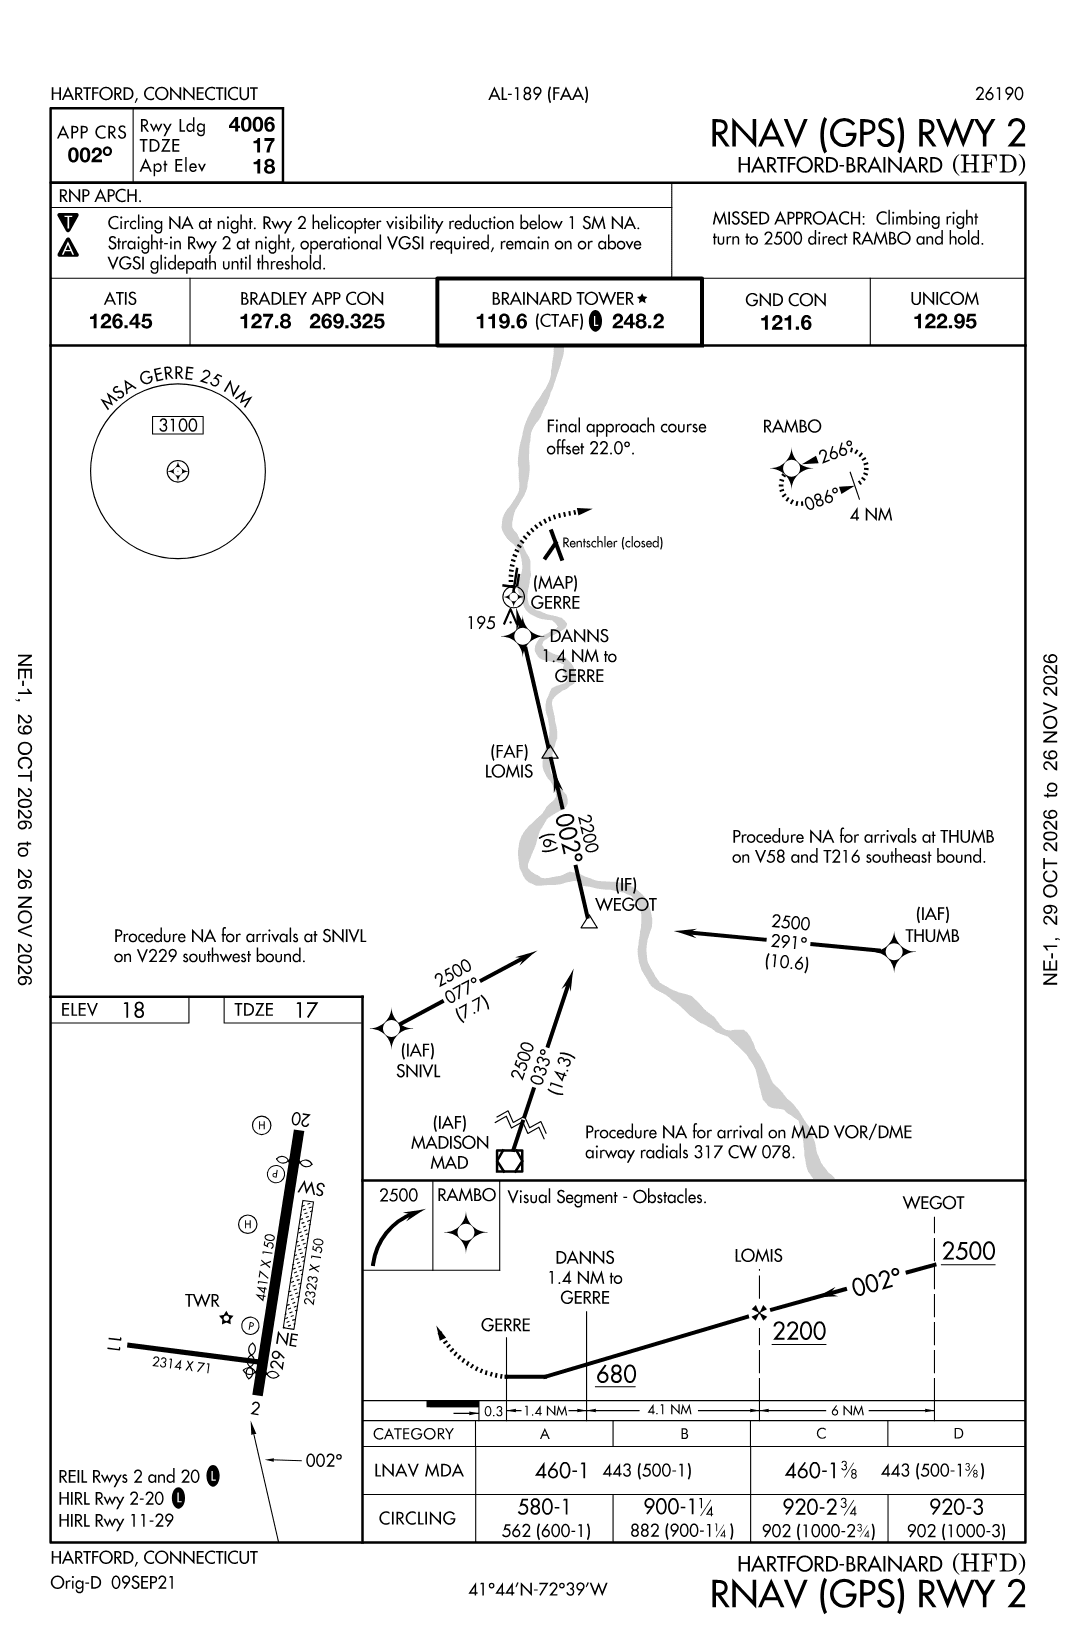 HARTFORD, CONNECTICUT
AL-189 (FAA)
26190
APP CRS
002°
Rwy Ldg 4006
TDZE 17
Apt Elev 18
RNAV (GPS) RWY 2
HARTFORD-BRAINARD (HFD)
RNP APCH.
T
A
Circling NA at night. Rwy 2 helicopter visibility reduction below 1 SM NA.
Straight-in Rwy 2 at night, operational VGSI required, remain on or above
VGSI glidepath until threshold.
MISSED APPROACH: Climbing right
turn to 2500 direct RAMBO and hold.
ATIS
126.45
BRADLEY APP CON
127.8 269.325
BRAINARD TOWER★
119.6 (CTAF) L 248.2
GND CON
121.6
UNICOM
122.95
MSA GERRE 25 NM
3100
Final approach course
offset 22.0°.
RAMBO
266°
086°
4 NM
Rentschler (closed)
(MAP)
GERRE
195
DANNS
1.4 NM to
GERRE
(FAF)
LOMIS
2200
002°
(6)
Procedure NA for arrivals at THUMB
on V58 and T216 southeast bound.
(IF)
WEGOT
2500
291°
(10.6)
(IAF)
THUMB
Procedure NA for arrivals at SNIVL
on V229 southwest bound.
2500
077°
(7.7)
(IAF)
SNIVL
2500
033°
(14.3)
(IAF)
MADISON
MAD
Procedure NA for arrival on MAD VOR/DME
airway radials 317 CW 078.
NE-1, 29 OCT 2026 to 26 NOV 2026
NE-1, 29 OCT 2026 to 26 NOV 2026
ELEV 18
TDZE 17
20
H
P
SW
H
4417 X 150
2323 X 150
TWR
P
NE
029
11
2314 X 71
2
002°
REIL Rwys 2 and 20 L
HIRL Rwy 2-20 L
HIRL Rwy 11-29
2500
RAMBO
Visual Segment - Obstacles.
WEGOT
2500
LOMIS
DANNS
1.4 NM to
GERRE
GERRE
002°
2200
680
0.3
1.4 NM
4.1 NM
6 NM
CATEGORY A B C D
LNAV MDA 460-1 443 (500-1) 460-1⅜ 443 (500-1⅜)
CIRCLING
580-1
562 (600-1)
900-1¼
882 (900-1¼)
920-2¾
902 (1000-2¾)
920-3
902 (1000-3)
HARTFORD, CONNECTICUT
Orig-D 09SEP21
41°44'N-72°39'W
HARTFORD-BRAINARD (HFD)
RNAV (GPS) RWY 2